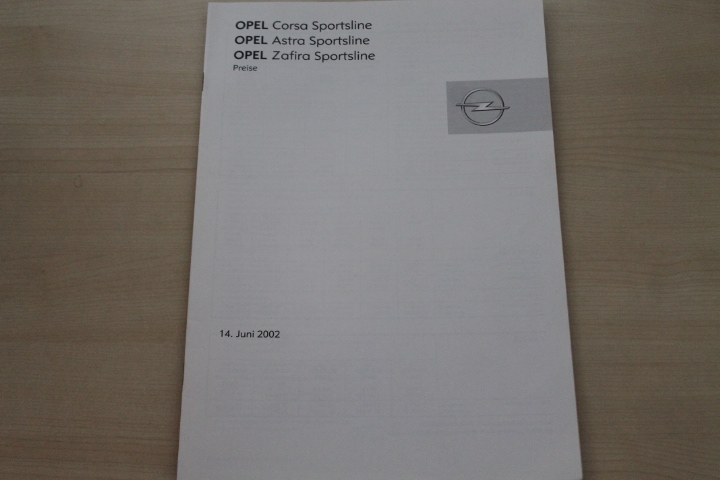 OPEL Corsa Sportsline
OPEL Astra Sportsline
OPEL Zafira Sportsline
Preise
14. Juni 2002